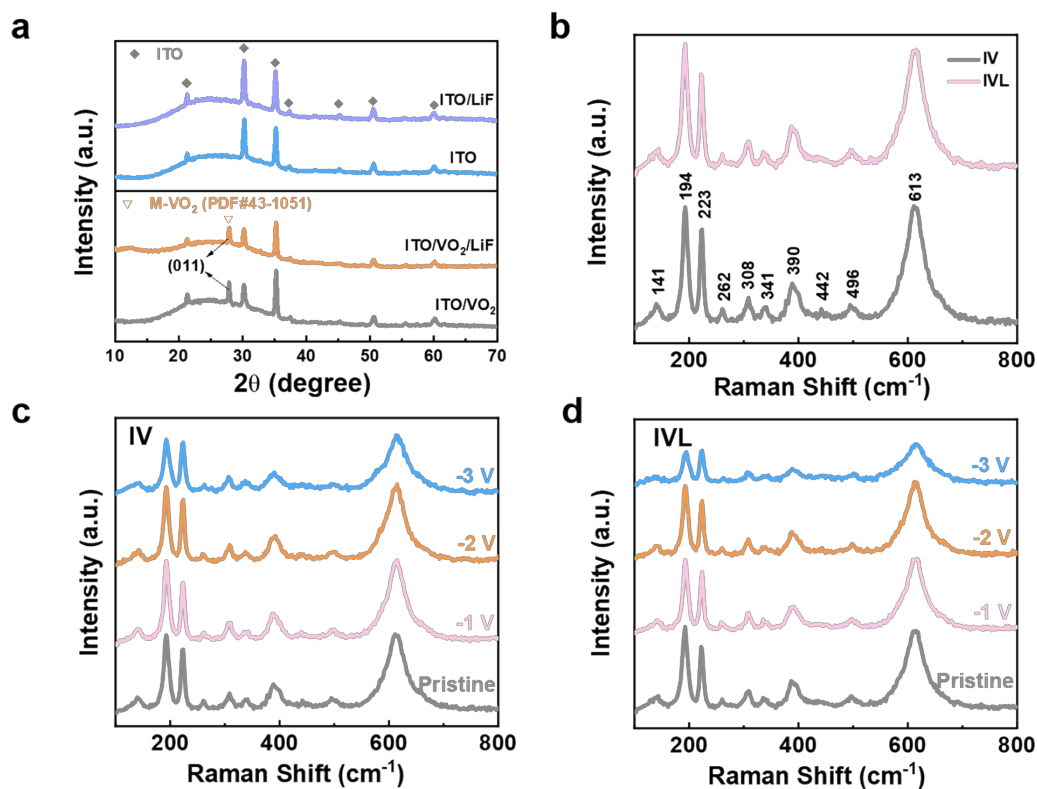 a
◆ ITO
ITO/LiF
ITO
▽ M-VO₂ (PDF#43-1051)
ITO/VO₂/LiF
(011)
ITO/VO₂
Intensity (a.u.)
10 20 30 40 50 60 70
2θ (degree)
b
IV
IVL
194
223
613
141
262
308
341
390
442
496
Intensity (a.u.)
200 400 600 800
Raman Shift (cm⁻¹)
c
IV
-3 V
-2 V
-1 V
Pristine
Intensity (a.u.)
200 400 600 800
Raman Shift (cm⁻¹)
d
IVL
-3 V
-2 V
-1 V
Pristine
Intensity (a.u.)
200 400 600 800
Raman Shift (cm⁻¹)